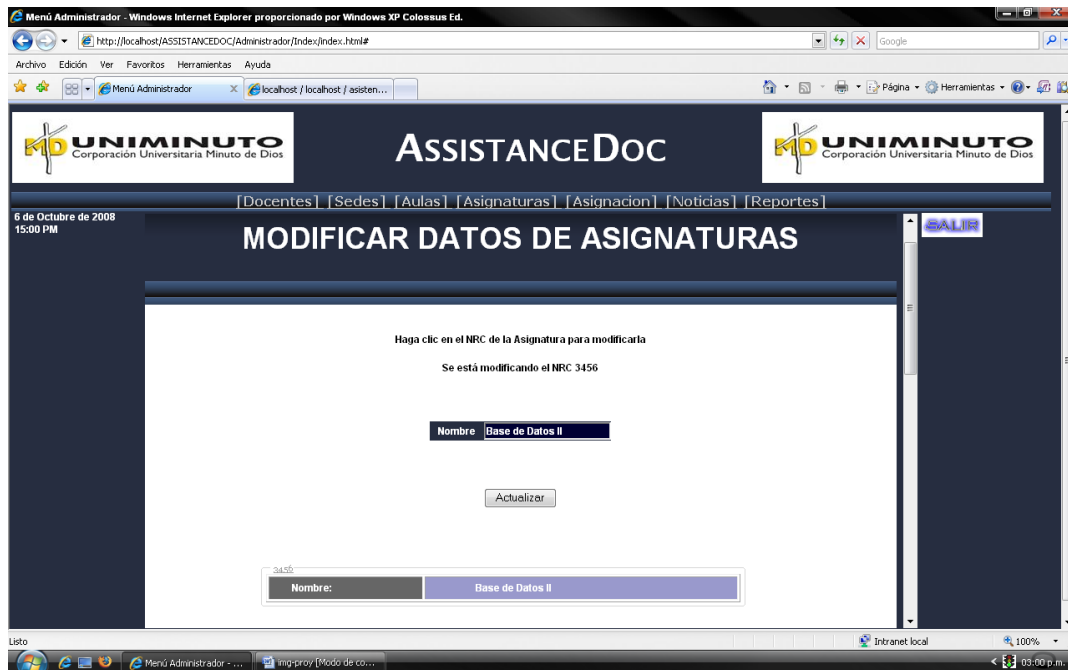 Menú Administrador - Windows Internet Explorer proporcionado por Windows XP Colossus Ed.
http://localhost/ASSISTANCEDOC/Administrador/Index/index.html#
Google
Archivo Edición Ver Favoritos Herramientas Ayuda
Menú Administrador
localhost / localhost / asisten...
Página
Herramientas
UNIMINUTO
Corporación Universitaria Minuto de Dios
ASSISTANCEDOC
UNIMINUTO
Corporación Universitaria Minuto de Dios
[Docentes] [Sedes] [Aulas] [Asignaturas] [Asignacion] [Noticias] [Reportes]
6 de Octubre de 2008
15:00 PM
SALIR
MODIFICAR DATOS DE ASIGNATURAS
Haga clic en el NRC de la Asignatura para modificarla
Se está modificando el NRC 3456
Nombre Base de Datos II
Actualizar
3456
Nombre: Base de Datos II
Listo
Intranet local
100%
Menú Administrador - ...
img-proy [Modo de co...
03:00 p.m.